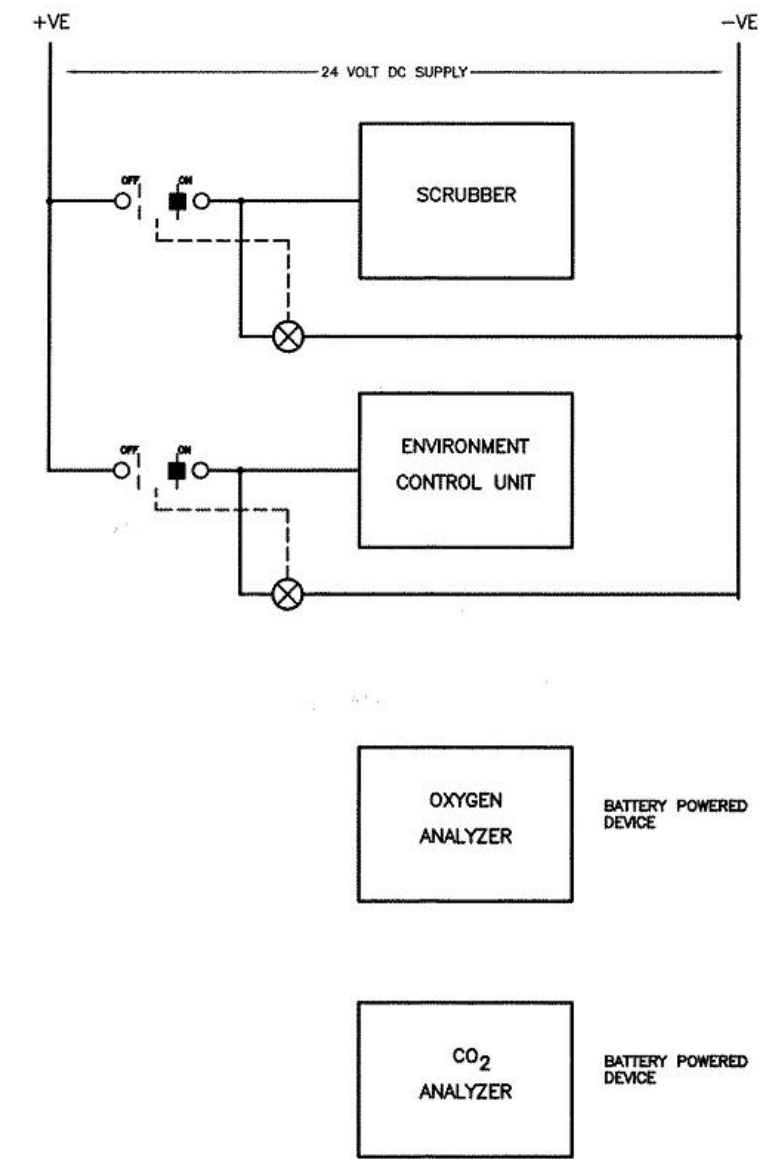 +VE
-VE
24 VOLT DC SUPPLY
OFF
ON
SCRUBBER
OFF
ON
ENVIRONMENT
CONTROL UNIT
OXYGEN
ANALYZER
BATTERY POWERED
DEVICE
CO2
ANALYZER
BATTERY POWERED
DEVICE